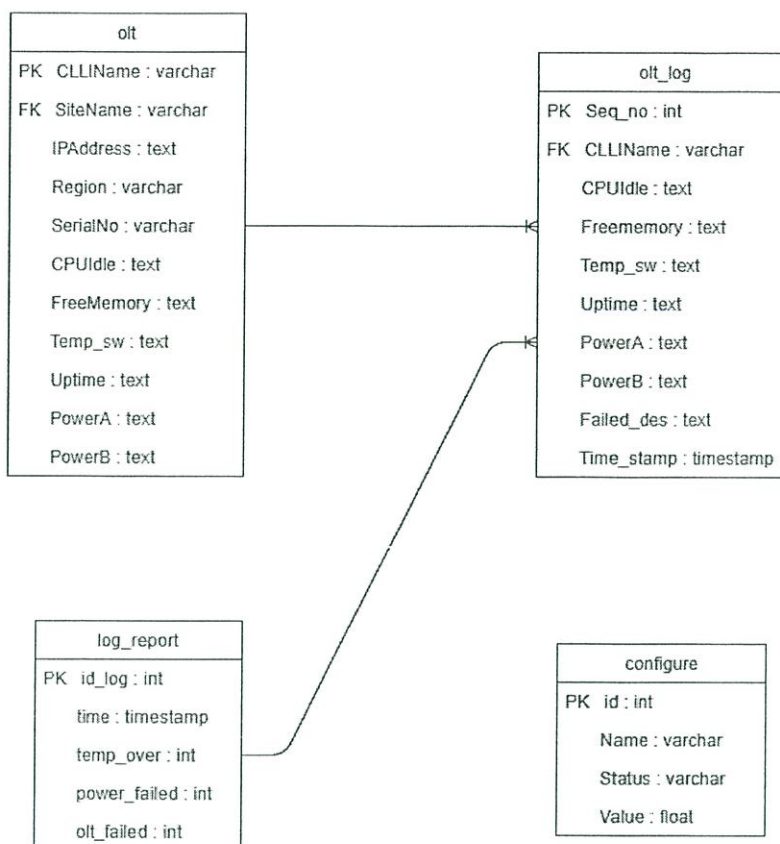 olt
PK CLLIName : varchar
FK SiteName : varchar
IPAddress : text
Region : varchar
SerialNo : varchar
CPUIdle : text
FreeMemory : text
Temp_sw : text
Uptime : text
PowerA : text
PowerB : text
olt_log
PK Seq_no : int
FK CLLIName : varchar
CPUIdle : text
Freememory : text
Temp_sw : text
Uptime : text
PowerA : text
PowerB : text
Failed_des : text
Time_stamp : timestamp
log_report
PK id_log : int
time : timestamp
temp_over : int
power_failed : int
olt_failed : int
configure
PK id : int
Name : varchar
Status : varchar
Value : float